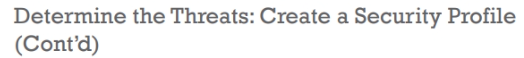 Determine the Threats: Create a Security Profile
(Cont’d)